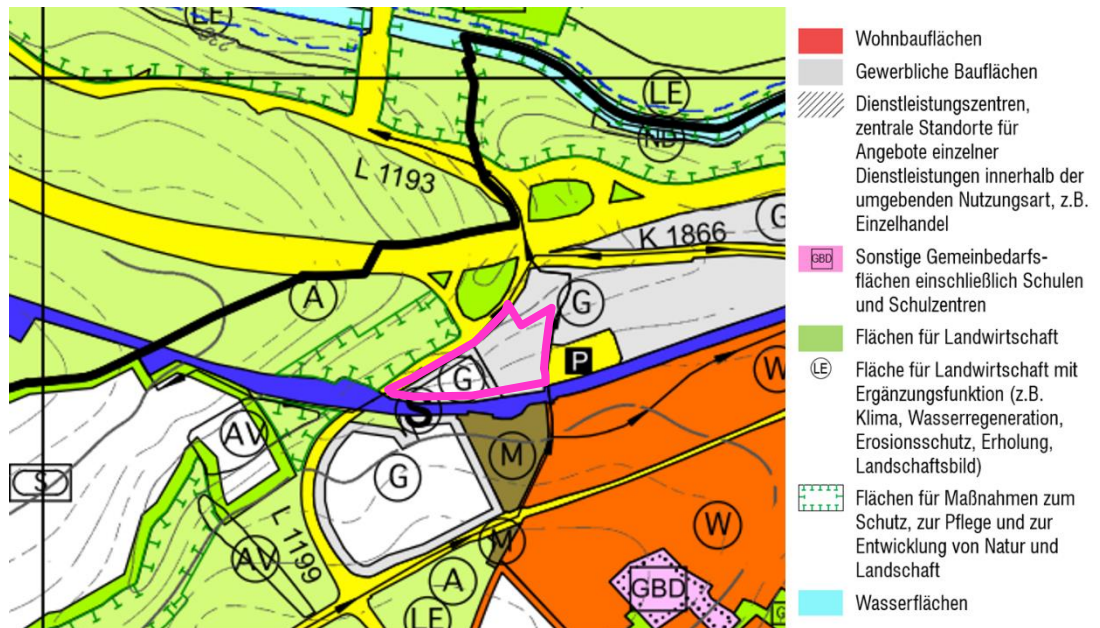 LE
LE
ND
L 1193
G
K 1866
A
G
P
G
S
W
AV
M
G
S
L 1199
W
M
AV
A
GBD
LE
Wohnbauflächen
Gewerbliche Bauflächen
Dienstleistungszentren,
zentrale Standorte für
Angebote einzelner
Dienstleistungen innerhalb der
umgebenden Nutzungsart, z.B.
Einzelhandel
GBD
Sonstige Gemeinbedarfs-
flächen einschließlich Schulen
und Schulzentren
Flächen für Landwirtschaft
LE
Fläche für Landwirtschaft mit
Ergänzungsfunktion (z.B.
Klima, Wasserregeneration,
Erosionsschutz, Erholung,
Landschaftsbild)
Flächen für Maßnahmen zum
Schutz, zur Pflege und zur
Entwicklung von Natur und
Landschaft
Wasserflächen